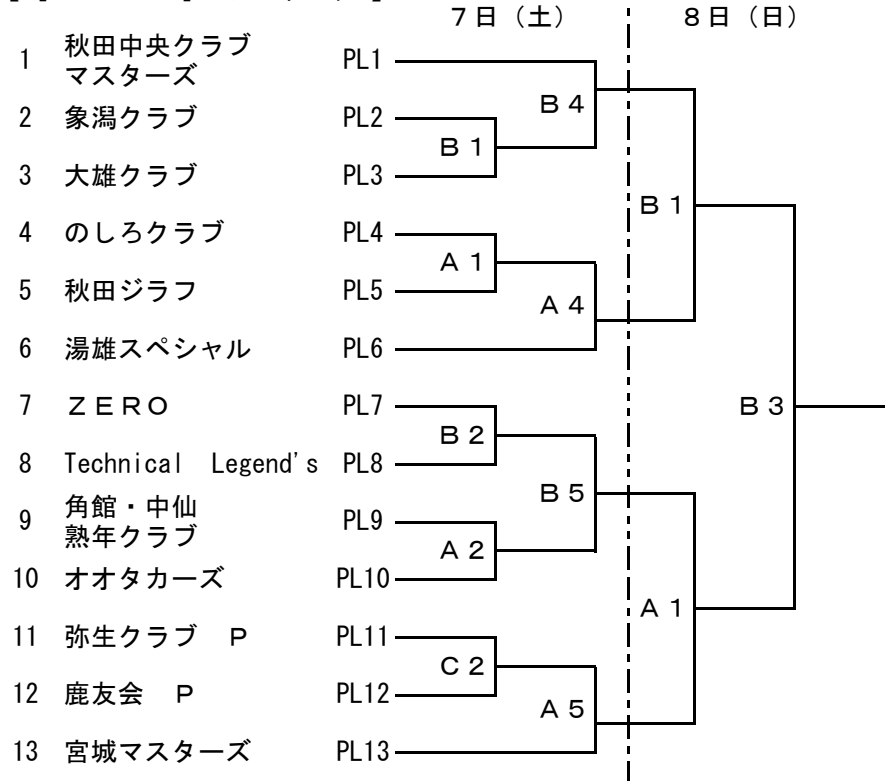 ７日（土）　８日（日）
1 秋田中央クラブ
マスターズ PL1
2 象潟クラブ PL2
3 大雄クラブ PL3
4 のしろクラブ PL4
5 秋田ジラフ PL5
6 湯雄スペシャル PL6
7 ＺＥＲＯ PL7
8 Technical Legend's PL8
9 角館・中仙
熟年クラブ PL9
10 オオタカーズ PL10
11 弥生クラブ　Ｐ PL11
12 鹿友会　Ｐ PL12
13 宮城マスターズ PL13
Ｂ１
Ａ１
Ｂ２
Ａ２
Ｃ２
Ｂ４
Ａ４
Ｂ５
Ａ５
Ｂ１
Ａ１
Ｂ３